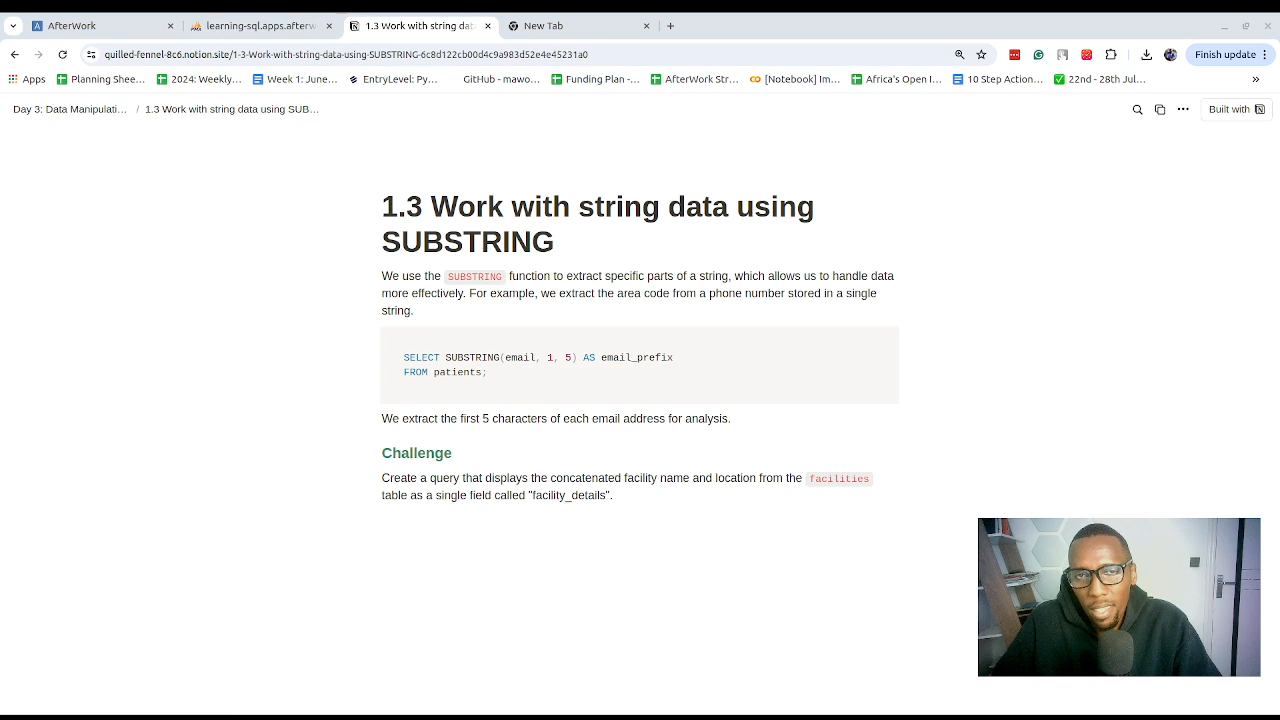 AfterWork
learning-sql.apps.afterw
1.3 Work with string data
New Tab
quilled-fennel-8c6.notion.site/1-3-Work-with-string-data-using-SUBSTRING-6c8d122cb00d4c9a983d52e4e45231a0
Finish update
Apps
Planning Shee...
2024: Weekly...
Week 1: June...
EntryLevel: Py...
GitHub - mawo...
Funding Plan -...
AfterWork Str...
[Notebook] Im...
Africa's Open I...
10 Step Action...
22nd - 28th Jul...
Day 3: Data Manipulati... / 1.3 Work with string data using SUB...
Built with
1.3 Work with string data using
SUBSTRING
We use the SUBSTRING function to extract specific parts of a string, which allows us to handle data
more effectively. For example, we extract the area code from a phone number stored in a single
string.
SELECT SUBSTRING(email, 1, 5) AS email_prefix
FROM patients;
We extract the first 5 characters of each email address for analysis.
Challenge
Create a query that displays the concatenated facility name and location from the facilities
table as a single field called "facility_details".